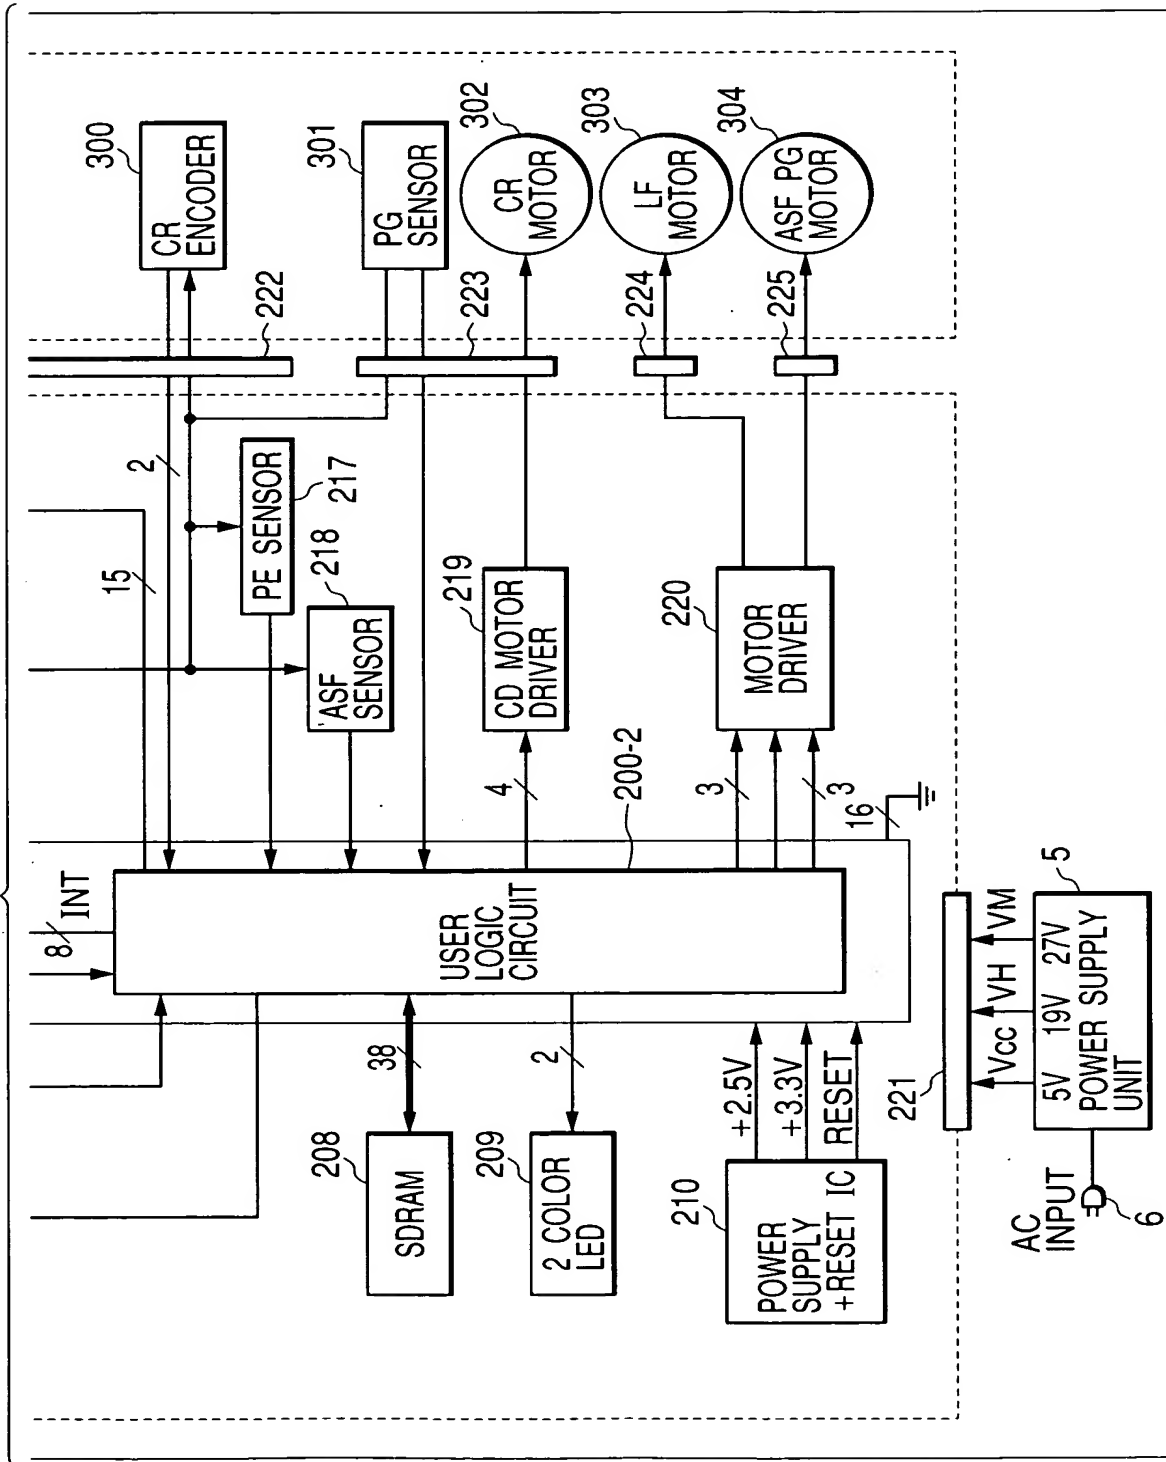 300
CR
ENCODER
301
PG
SENSOR
302
CR
MOTOR
303
LF
MOTOR
304
ASF PG
MOTOR
222
223
224
225
2
15
PE SENSOR
217
218
ASF
SENSOR
219
CD MOTOR
DRIVER
220
MOTOR
DRIVER
4
200-2
3
3
16
8
INT
USER
LOGIC
CIRCUIT
38
2
208
SDRAM
209
2 COLOR
LED
+2.5V
+3.3V
RESET
210
POWER
SUPPLY
+RESET IC
221
Vcc
VH
VM
5V
19V
27V
POWER SUPPLY
UNIT
5
AC
INPUT
6